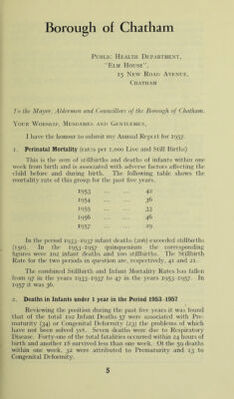 Borough of Chatham
PUBLIC HEALTH DEPARTMENT,
"ELM HOUSE",
15 NEW ROAD AVENUE,
CHATHAM
To the Mayor, Aldermen and Councillors of the Borough of Chatham.
YOUR WORSHIP, MESDAMES AND GENTLEMEN,
I have the honour to submit my Annual Report for 1957.
1. Perinatal Mortality (rates per 1,000 Live and Still Births)
This is the sum of stillbirths and deaths of infants within one
week from birth and is associated with adverse factors affecting the
child before and during birth. The following table shows the
mortality rate of this group for the past five years.
1953 ... ... 42
1954 ... ... 36
1955 ... ... 33
1956 ... ... 46
1957 ... ... 29
In the period 1933-1937 infant deaths (206) exceeded stillbirths
(150). In the 1953-1957 quinquennium the corresponding
figures were 102 infant deaths and 100 stillbirths. The Stillbirth
Rate for the two periods in question are, respectively, 41 and 21.
The combined Stillbirth and Infant Mortality Rates has fallen
from 97 in the years 1933-1937 to 42 in the years 1953-1957. In
1957 it was 36.
2. Deaths in Infants under 1 year in the Period 1953-1957
Reviewing the position during the past five years it was found
that of the total 102 Infant Deaths 57 were associated with Pre-
maturity (34) or Congenital Deformity (23) the problems of which
have not been solved yet. Seven deaths were due to Respiratory
Disease. Forty-one of the total fatalities occurred within 24 hours of
birth and another 18 survived less than one week. Of the 59 deaths
within one week, 32 were attributed to Prematurity and 13 to
Congenital Deformity.
5